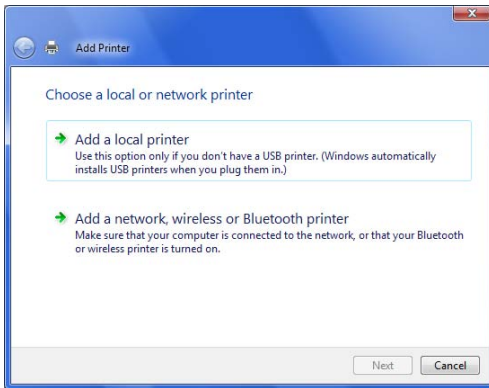 Add Printer
Choose a local or network printer
Add a local printer
Use this option only if you don't have a USB printer. (Windows automatically
installs USB printers when you plug them in.)
Add a network, wireless or Bluetooth printer
Make sure that your computer is connected to the network, or that your Bluetooth
or wireless printer is turned on.
Next Cancel